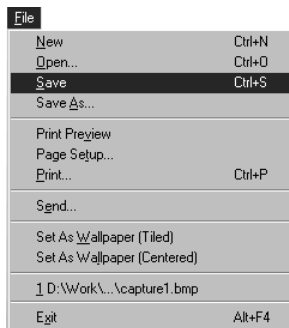 File
New Ctrl+N
Open... Ctrl+O
Save Ctrl+S
Save As...
Print Preview
Page Setup...
Print... Ctrl+P
Send...
Set As Wallpaper (Tiled)
Set As Wallpaper (Centered)
1 D:\Work\...\capture1.bmp
Exit Alt+F4